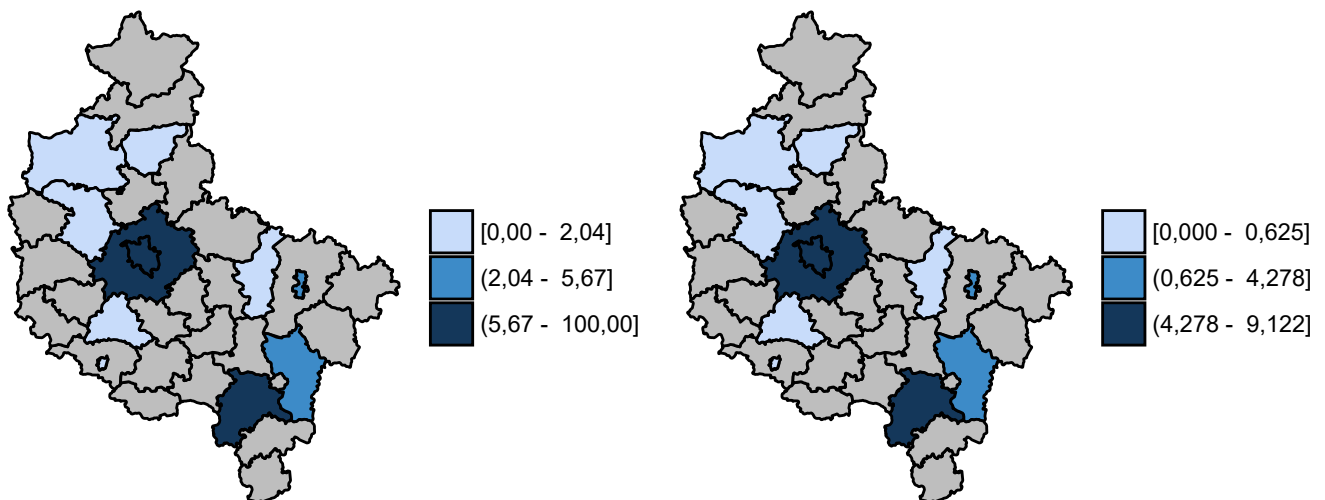 [0,00 - 2,04]
(2,04 - 5,67]
(5,67 - 100,00]
[0,000 - 0,625]
(0,625 - 4,278]
(4,278 - 9,122]